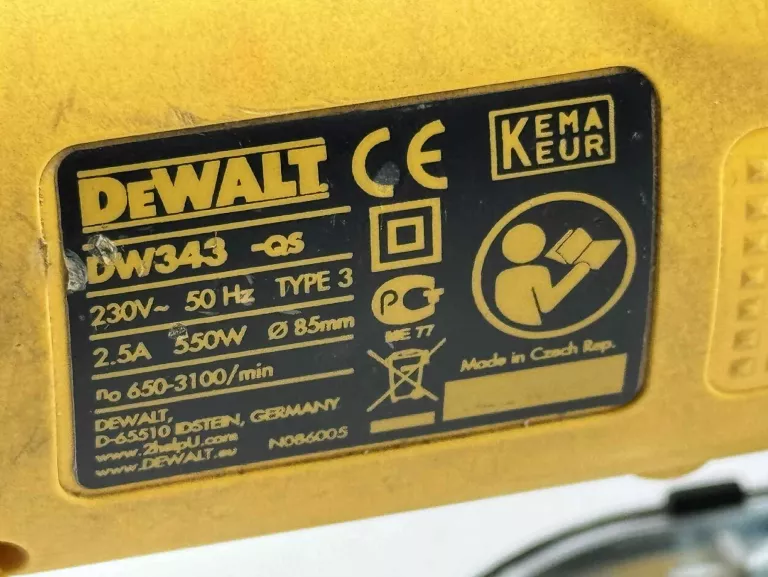 DEWALT
CE
KEMA
KEUR
DW343 -QS
230V~ 50 Hz TYPE 3
2.5A 550W Ø 85mm
n₀ 650-3100/min
ME 77
Made in Czech Rep.
DEWALT,
D-65510 IDSTEIN, GERMANY
www.2helpU.com
www.DEWALT.eu N086005